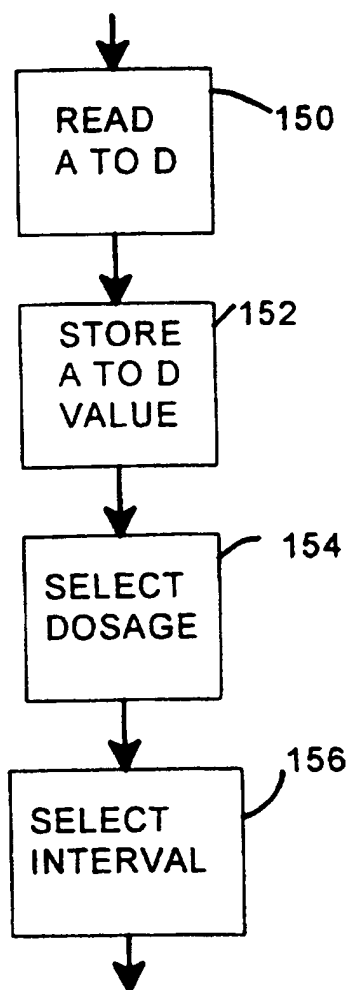 READ
A TO D
150
STORE
A TO D
VALUE
152
SELECT
DOSAGE
154
SELECT
INTERVAL
156